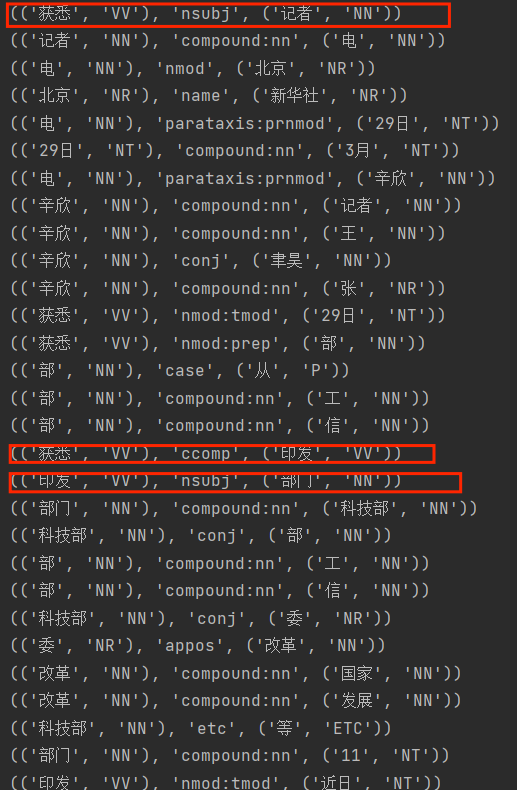 (('获悉', 'VV'), 'nsubj', ('记者', 'NN'))
(('记者', 'NN'), 'compound:nn', ('电', 'NN'))
(('电', 'NN'), 'nmod', ('北京', 'NR'))
(('北京', 'NR'), 'name', ('新华社', 'NR'))
(('电', 'NN'), 'parataxis:prnmod', ('29日', 'NT'))
(('29日', 'NT'), 'compound:nn', ('3月', 'NT'))
(('电', 'NN'), 'parataxis:prnmod', ('辛欣', 'NN'))
(('辛欣', 'NN'), 'compound:nn', ('记者', 'NN'))
(('辛欣', 'NN'), 'compound:nn', ('王', 'NN'))
(('辛欣', 'NN'), 'conj', ('聿昊', 'NN'))
(('辛欣', 'NN'), 'compound:nn', ('张', 'NR'))
(('获悉', 'VV'), 'nmod:tmod', ('29日', 'NT'))
(('获悉', 'VV'), 'nmod:prep', ('部', 'NN'))
(('部', 'NN'), 'case', ('从', 'P'))
(('部', 'NN'), 'compound:nn', ('工', 'NN'))
(('部', 'NN'), 'compound:nn', ('信', 'NN'))
(('获悉', 'VV'), 'ccomp', ('印发', 'VV'))
(('印发', 'VV'), 'nsubj', ('部门', 'NN'))
(('部门', 'NN'), 'compound:nn', ('科技部', 'NN'))
(('科技部', 'NN'), 'conj', ('部', 'NN'))
(('部', 'NN'), 'compound:nn', ('工', 'NN'))
(('部', 'NN'), 'compound:nn', ('信', 'NN'))
(('科技部', 'NN'), 'conj', ('委', 'NR'))
(('委', 'NR'), 'appos', ('改革', 'NN'))
(('改革', 'NN'), 'compound:nn', ('国家', 'NN'))
(('改革', 'NN'), 'compound:nn', ('发展', 'NN'))
(('科技部', 'NN'), 'etc', ('等', 'ETC'))
(('部门', 'NN'), 'compound:nn', ('11', 'NT'))
(('印发', 'VV'), 'nmod:tmod', ('近日', 'NT'))